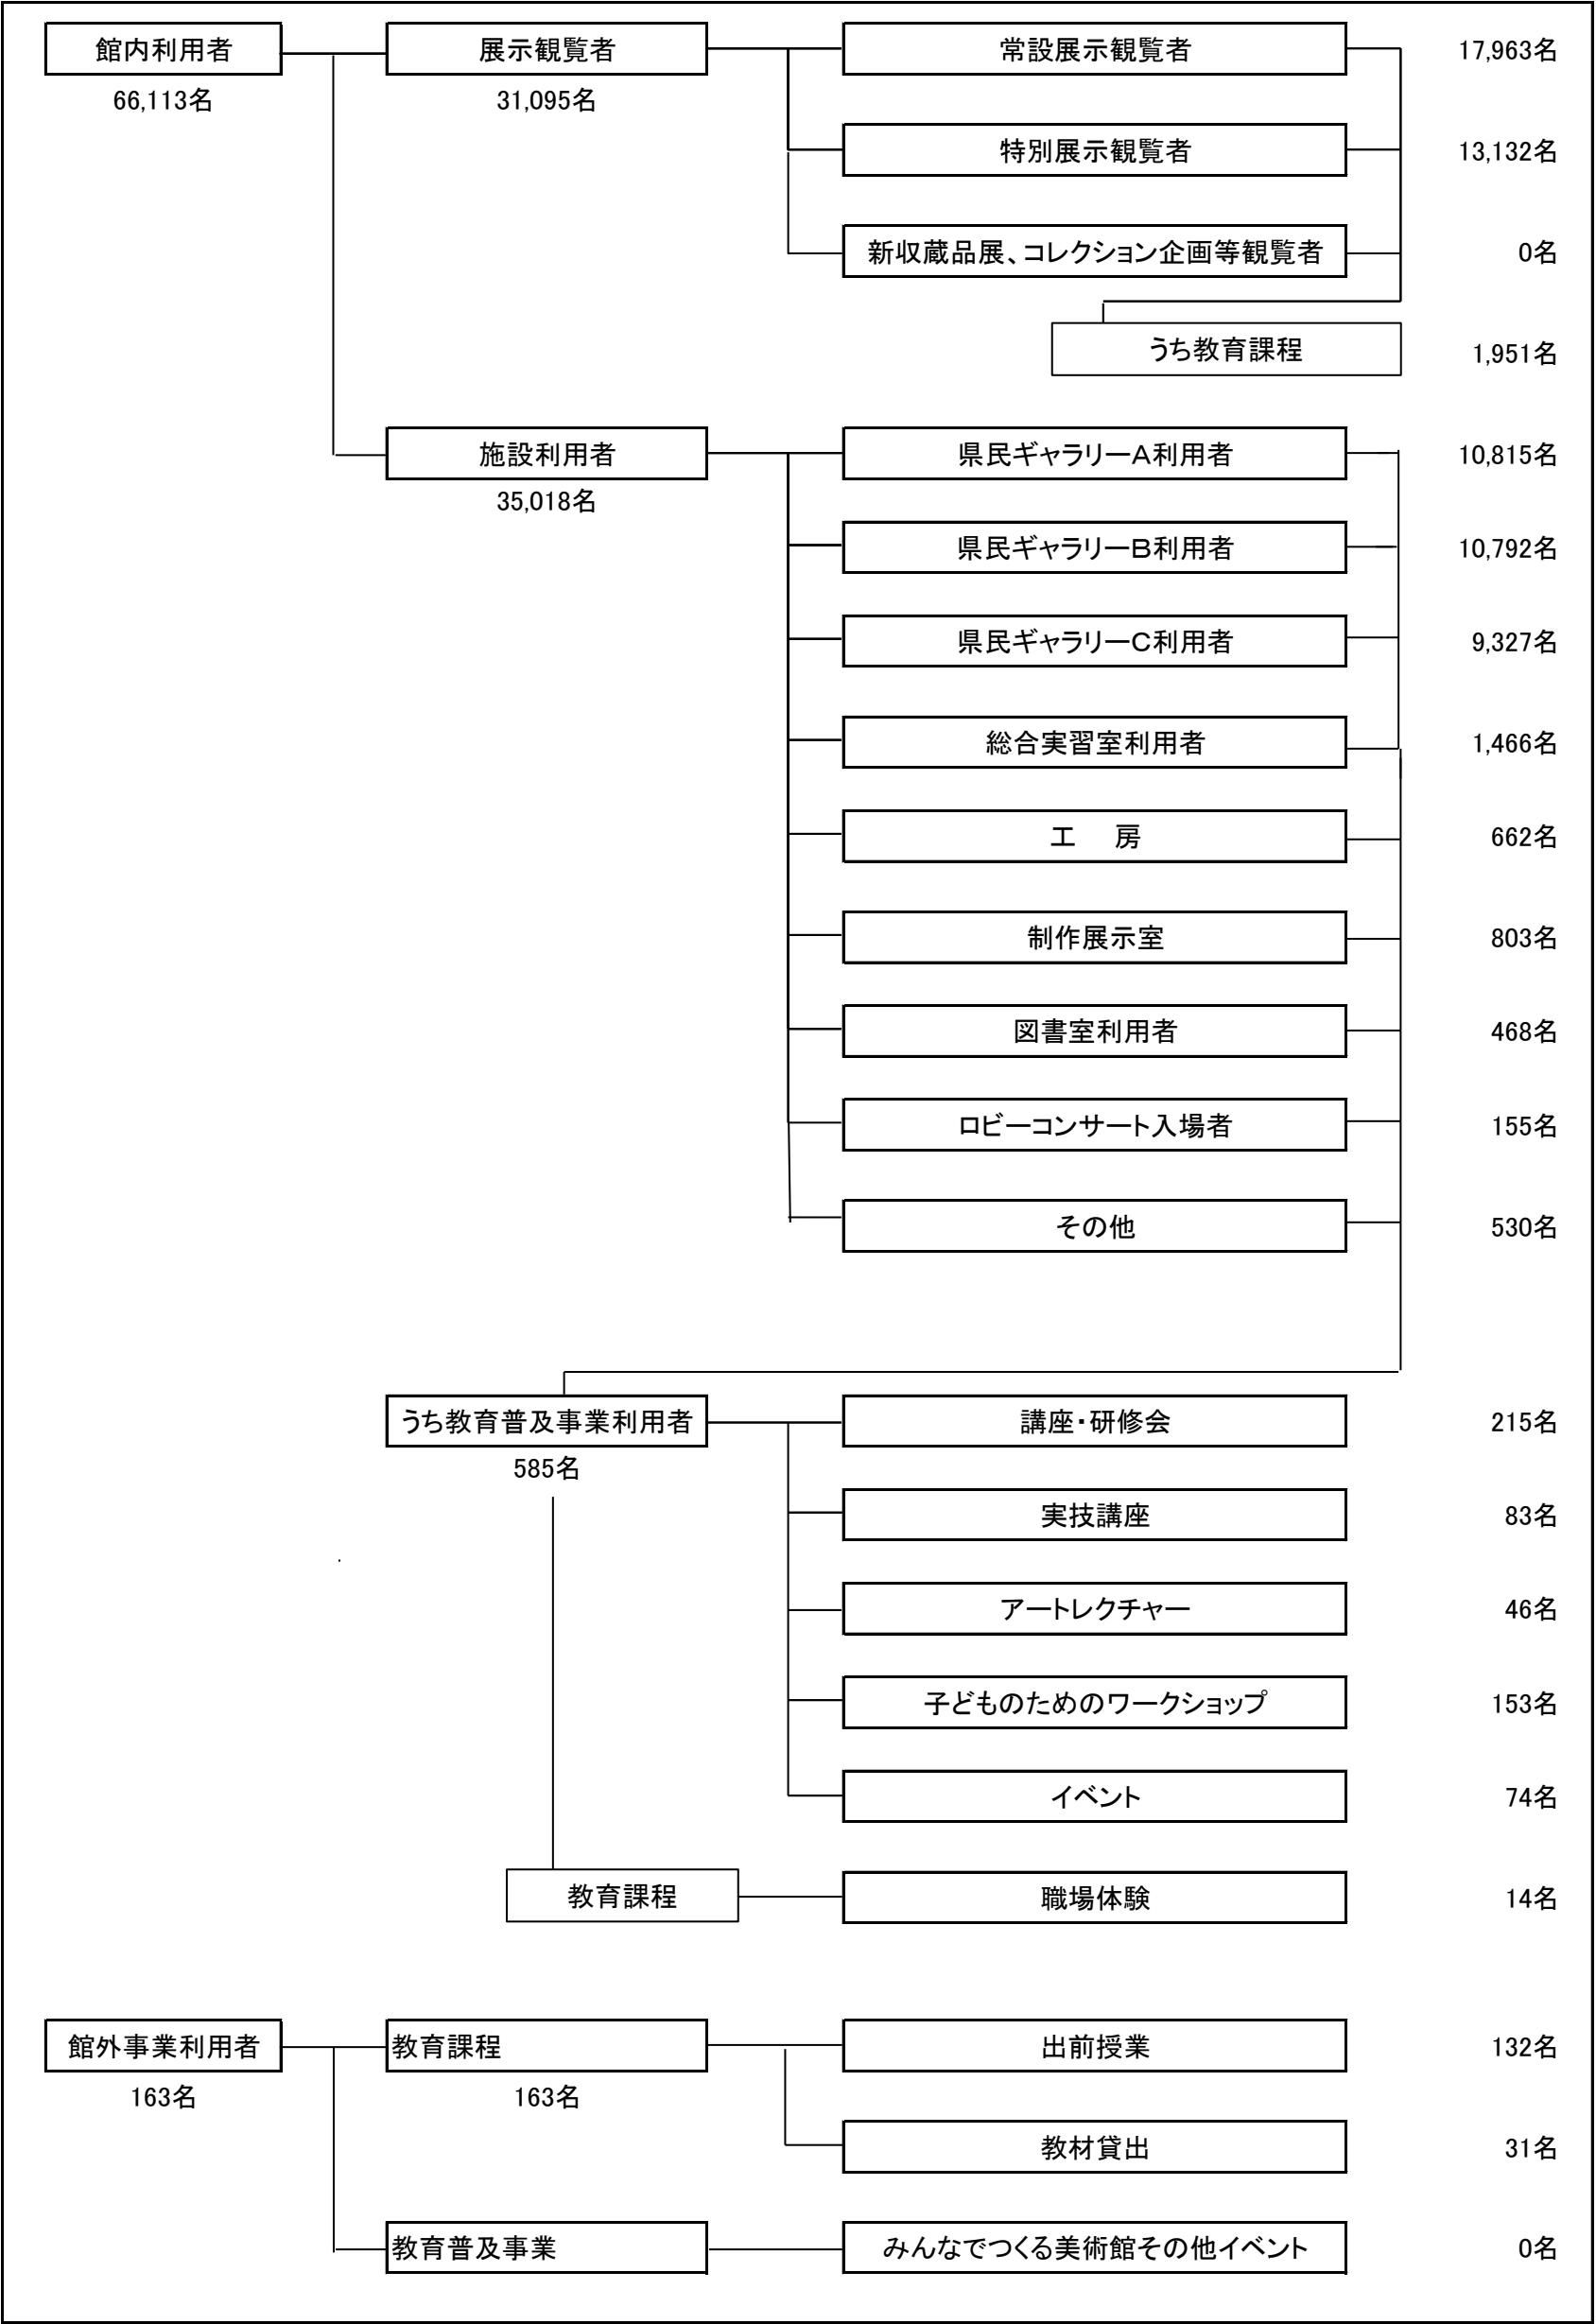 館内利用者 展示観覧者 常設展示観覧者 17,963名
66,113名 31,095名
特別展示観覧者 13,132名
新収蔵品展、コレクション企画等観覧者 0名
うち教育課程 1,951名
施設利用者 県民ギャラリーA利用者 10,815名
35,018名
県民ギャラリーB利用者 10,792名
県民ギャラリーC利用者 9,327名
総合実習室利用者 1,466名
工　房 662名
制作展示室 803名
図書室利用者 468名
ロビーコンサート入場者 155名
その他 530名
うち教育普及事業利用者 講座・研修会 215名
585名
実技講座 83名
アートレクチャー 46名
子どものためのワークショップ 153名
イベント 74名
教育課程 職場体験 14名
館外事業利用者 教育課程 出前授業 132名
163名 163名
教材貸出 31名
教育普及事業 みんなでつくる美術館その他イベント 0名